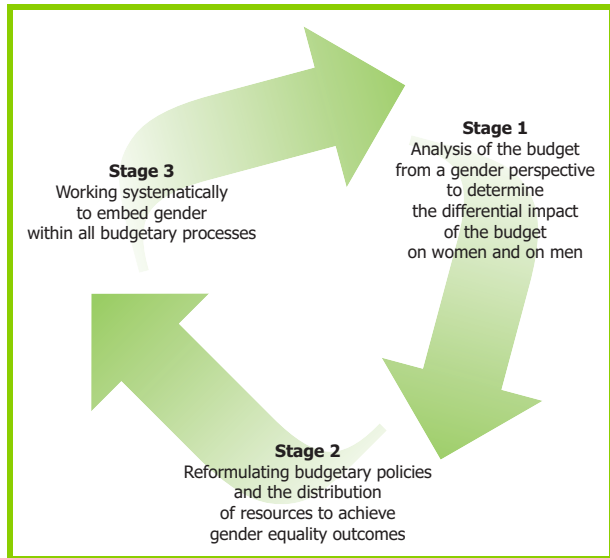 Stage 1
Analysis of the budget
from a gender perspective
to determine
the differential impact
of the budget
on women and on men
Stage 2
Reformulating budgetary policies
and the distribution
of resources to achieve
gender equality outcomes
Stage 3
Working systematically
to embed gender
within all budgetary processes